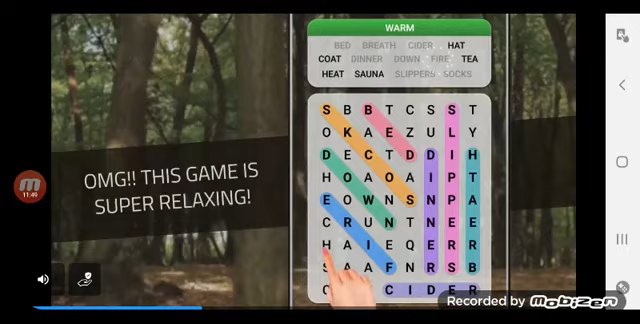 WARM
BED BREATH CIDER HAT
COAT DINNER DOWN FIRE TEA
HEAT SAUNA SLIPPERS SOCKS
S B B T C S S T
O K A E Z U L Y
D E C T D D I H
H O A O A I P T
E O W N S N P A
C R U N T N E E
H A I E Q E R R
S A A F N R S B
C I D E R
OMG!! THIS GAME IS
SUPER RELAXING!
11:49
Recorded by Mobizen